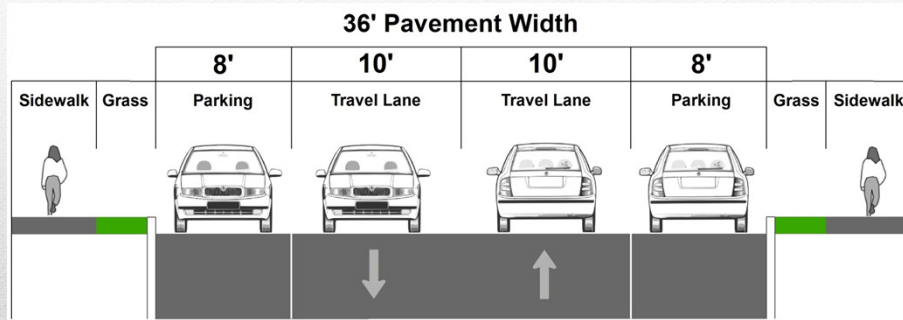 36' Pavement Width
8' 10' 10' 8'
Sidewalk Grass Parking Travel Lane Travel Lane Parking Grass Sidewalk